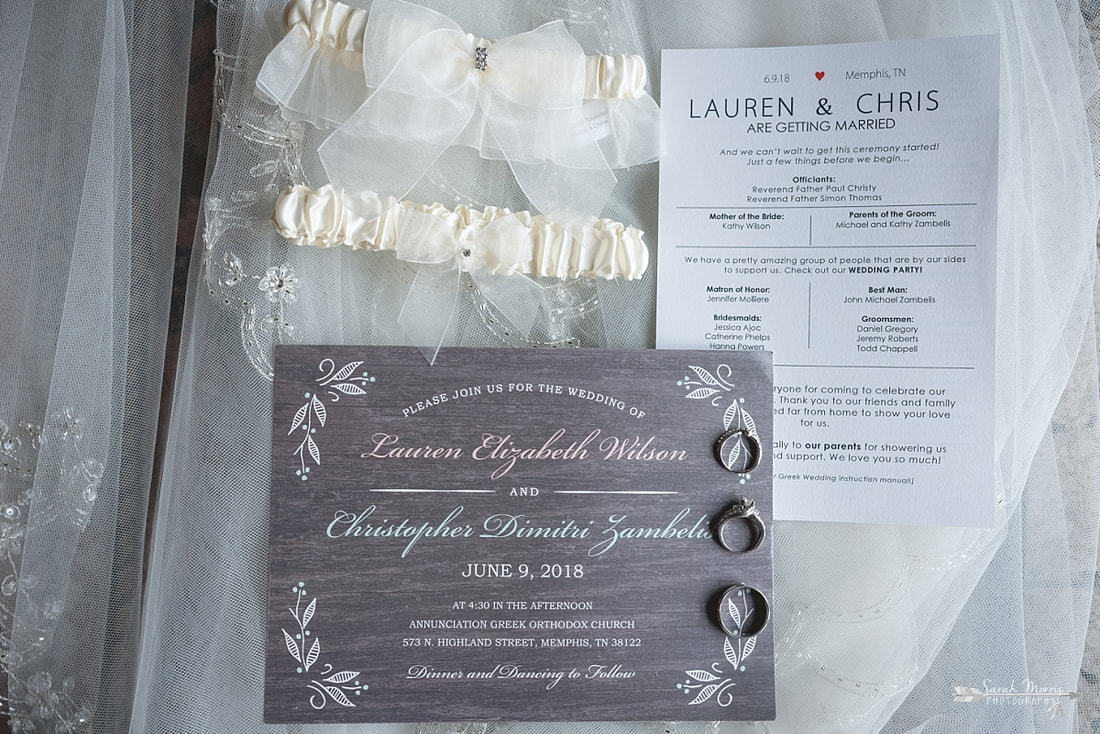 6.9.18 Memphis, TN
LAUREN & CHRIS
ARE GETTING MARRIED
And we can't wait to get this ceremony started!
Just a few things before we begin...
Officiants:
Reverend Father Paul Christy
Reverend Father Simon Thomas
Mother of the Bride:
Kathy Wilson
Parents of the Groom:
Michael and Kathy Zambelis
We have a pretty amazing group of people that are by our sides
to support us. Check out our WEDDING PARTY!
Matron of Honor:
Jennifer Molliere
Best Man:
John Michael Zambelis
Bridesmaids:
Jessica Ajoc
Catherine Phelps
Hanna Powers
Groomsmen:
Daniel Gregory
Jeremy Roberts
Todd Chappell
for coming to celebrate our
Thank you to our friends and family
far from home to show your love
for us.
to our parents for showering us
support. We love you so much!
Greek Wedding instruction manual!)
PLEASE JOIN US FOR THE WEDDING OF
Lauren Elizabeth Wilson
AND
Christopher Dimitri Zambelis
JUNE 9, 2018
AT 4:30 IN THE AFTERNOON
ANNUNCIATION GREEK ORTHODOX CHURCH
573 N. HIGHLAND STREET, MEMPHIS, TN 38122
Dinner and Dancing to Follow
Sarah Morris
PHOTOGRAPHY